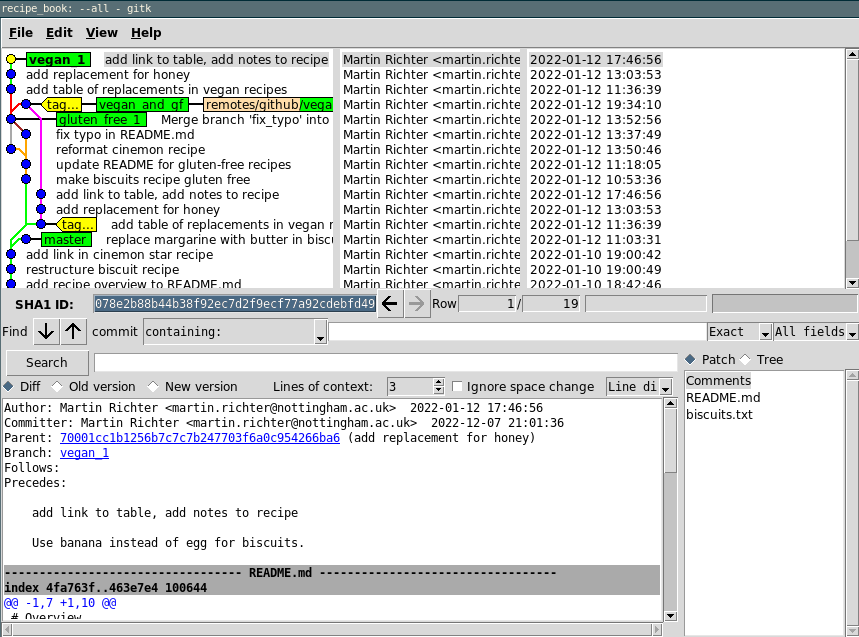 recipe_book: --all - gitk
File Edit View Help
vegan_1 add link to table, add notes to recipe Martin Richter <martin.richte 2022-01-12 17:46:56
add replacement for honey Martin Richter <martin.richte 2022-01-12 13:03:53
add table of replacements in vegan recipes Martin Richter <martin.richte 2022-01-12 11:36:39
tag... vegan_and_gf remotes/github/vega Martin Richter <martin.richte 2022-01-12 19:34:10
gluten_free_1 Merge branch 'fix_typo' into Martin Richter <martin.richte 2022-01-12 13:52:56
fix typo in README.md Martin Richter <martin.richte 2022-01-12 13:37:49
reformat cinemon recipe Martin Richter <martin.richte 2022-01-12 13:50:46
update README for gluten-free recipes Martin Richter <martin.richte 2022-01-12 11:18:05
make biscuits recipe gluten free Martin Richter <martin.richte 2022-01-12 10:53:36
add link to table, add notes to recipe Martin Richter <martin.richte 2022-01-12 17:46:56
add replacement for honey Martin Richter <martin.richte 2022-01-12 13:03:53
tag... add table of replacements in vegan r Martin Richter <martin.richte 2022-01-12 11:36:39
master replace margarine with butter in biscu Martin Richter <martin.richte 2022-01-12 11:03:31
add link in cinemon star recipe Martin Richter <martin.richte 2022-01-10 19:00:42
restructure biscuit recipe Martin Richter <martin.richte 2022-01-10 19:00:49
add recipe overview to README.md Martin Richter <martin.richte 2022-01-10 18:42:46
SHA1 ID: 078e2b88b44b38f92ec7d2f9ecf77a92cdebfd49 Row 1 / 19
Find commit containing: Exact All fields
Search
Patch Tree
Diff Old version New version Lines of context: 3 Ignore space change Line di
Comments
README.md
biscuits.txt
Author: Martin Richter <martin.richter@nottingham.ac.uk> 2022-01-12 17:46:56
Committer: Martin Richter <martin.richter@nottingham.ac.uk> 2022-12-07 21:01:36
Parent: 70001cc1b1256b7c7c7b247703f6a0c954266ba6 (add replacement for honey)
Branch: vegan_1
Follows:
Precedes:
add link to table, add notes to recipe
Use banana instead of egg for biscuits.
---------------------------------- README.md ----------------------------------
index 4fa763f..463e7e4 100644
@@ -1,7 +1,10 @@
# Overview